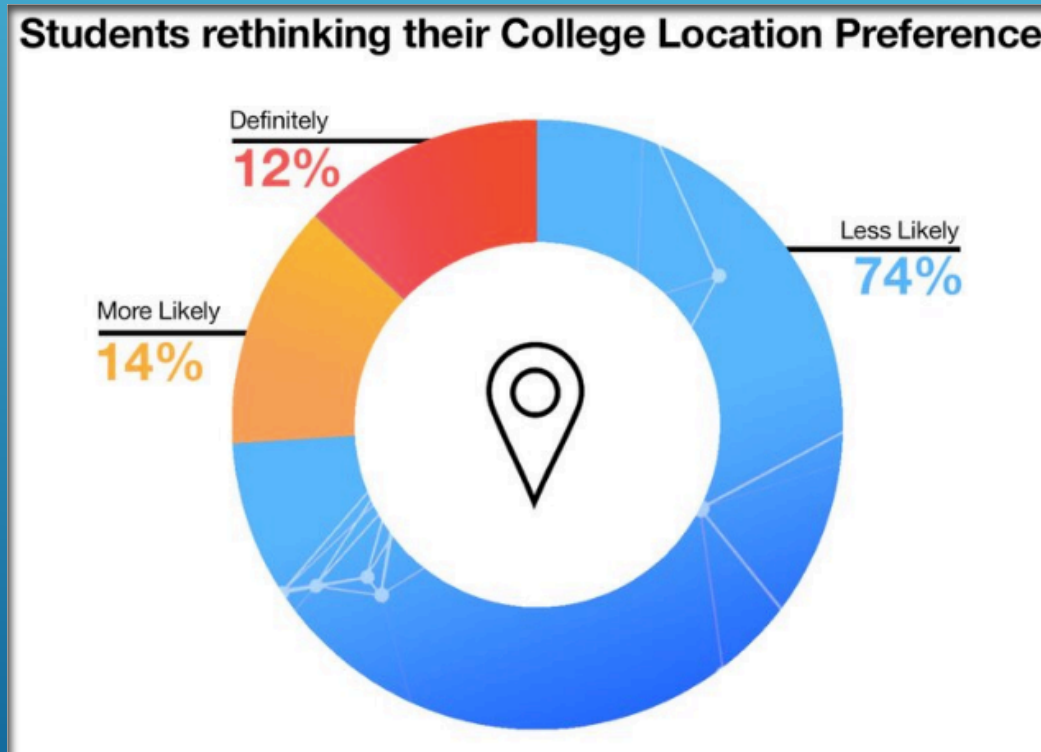 Students rethinking their College Location Preference
Definitely
12%
Less Likely
74%
More Likely
14%